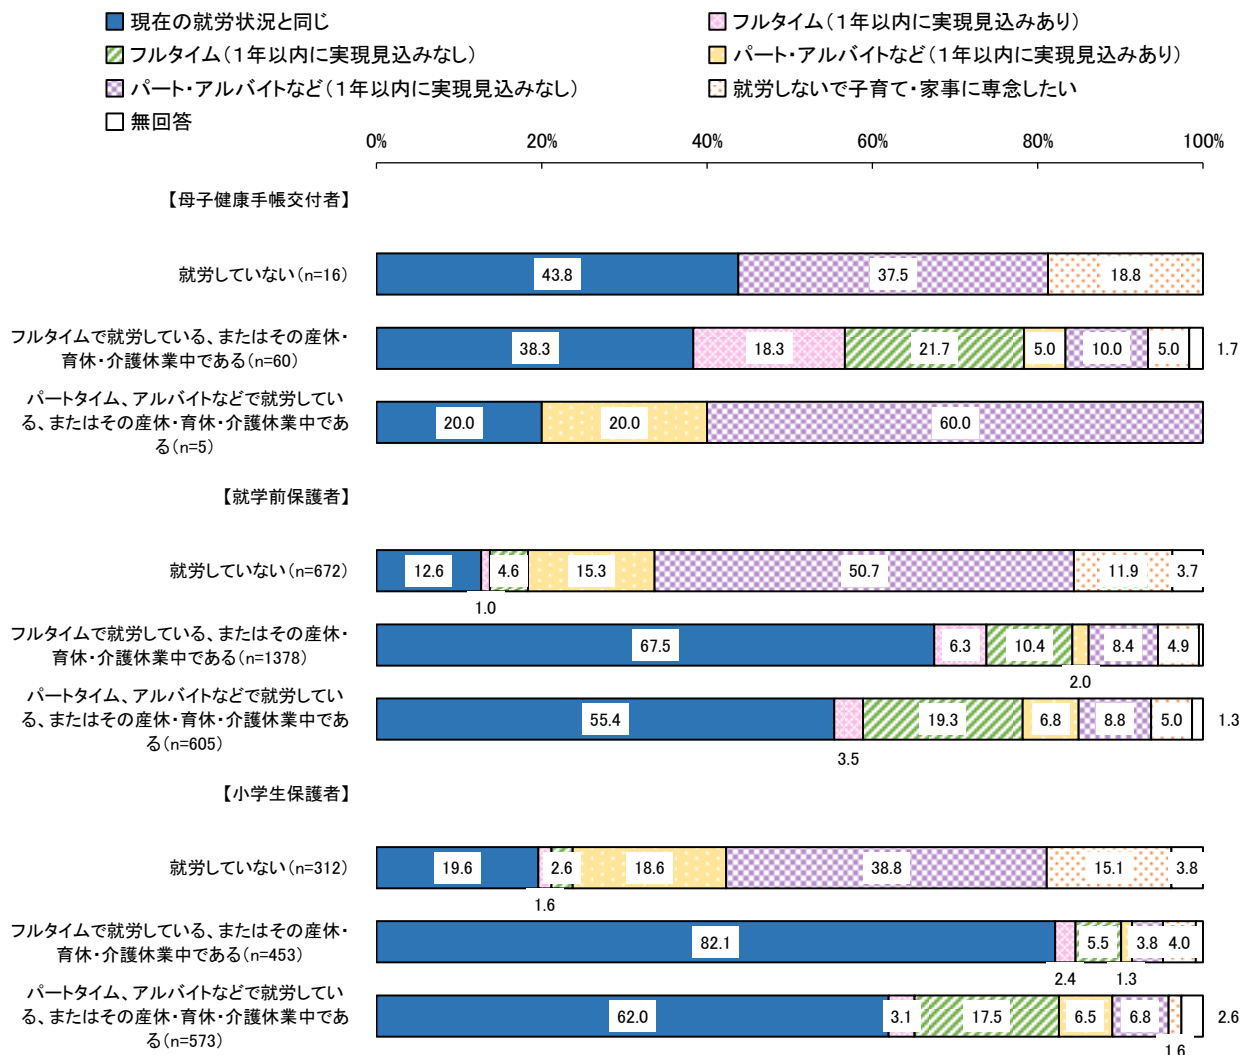 現在の就労状況と同じ
フルタイム(1年以内に実現見込みあり)
フルタイム(1年以内に実現見込みなし)
パート・アルバイトなど(1年以内に実現見込みあり)
パート・アルバイトなど(1年以内に実現見込みなし)
就労しないで子育て・家事に専念したい
無回答
0% 20% 40% 60% 80% 100%
【母子健康手帳交付者】
就労していない(n=16)
43.8 37.5 18.8
フルタイムで就労している、またはその産休・
育休・介護休業中である(n=60)
38.3 18.3 21.7 5.0 10.0 5.0 1.7
パートタイム、アルバイトなどで就労してい
る、またはその産休・育休・介護休業中であ
る(n=5)
20.0 20.0 60.0
【就学前保護者】
就労していない(n=672)
12.6 4.6 15.3 50.7 11.9 3.7
1.0
フルタイムで就労している、またはその産休・
育休・介護休業中である(n=1378)
67.5 6.3 10.4 8.4 4.9
2.0
パートタイム、アルバイトなどで就労してい
る、またはその産休・育休・介護休業中であ
る(n=605)
55.4 19.3 6.8 8.8 5.0 1.3
3.5
【小学生保護者】
就労していない(n=312)
19.6 2.6 18.6 38.8 15.1 3.8
1.6
フルタイムで就労している、またはその産休・
育休・介護休業中である(n=453)
82.1 5.5 3.8 4.0
2.4 1.3
パートタイム、アルバイトなどで就労してい
る、またはその産休・育休・介護休業中であ
る(n=573)
62.0 3.1 17.5 6.5 6.8 2.6
1.6